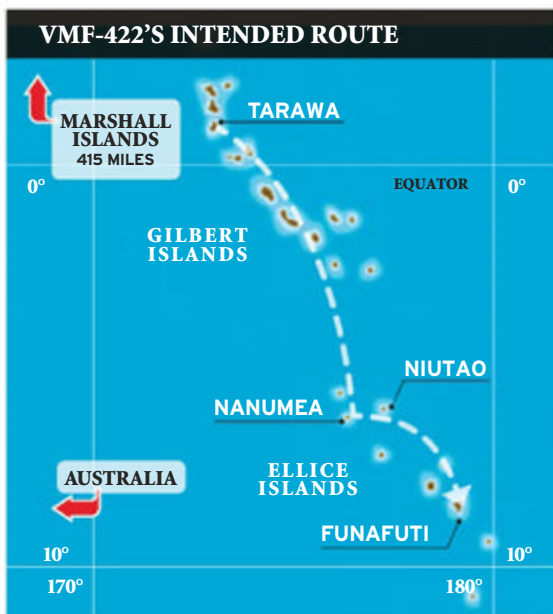 VMF-422'S INTENDED ROUTE
TARAWA
MARSHALL
ISLANDS
415 MILES
0°
EQUATOR
0°
GILBERT
ISLANDS
NIUTAO
NANUMEA
ELLICE
ISLANDS
AUSTRALIA
FUNAFUTI
10°
10°
170°
180°